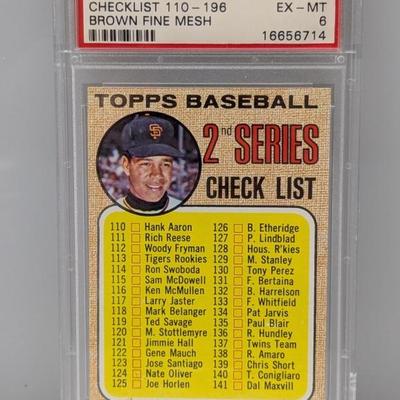 CHECKLIST 110-196 EX-MT
BROWN FINE MESH 6
16656714
TOPPS BASEBALL
2nd SERIES
CHECK LIST
SF
110 Hank Aaron 126 B. Etheridge
111 Rich Reese 127 P. Lindblad
112 Woody Fryman 128 Hous. R'kies
113 Tigers Rookies 129 M. Stanley
114 Ron Swoboda 130 Tony Perez
115 Sam McDowell 131 F. Bertaina
116 Ken McMullen 132 B. Harrelson
117 Larry Jaster 133 F. Whitfield
118 Mark Belanger 134 Pat Jarvis
119 Ted Savage 135 Paul Blair
120 M. Stottlemyre 136 R. Hundley
121 Jimmie Hall 137 Twins Team
122 Gene Mauch 138 R. Amaro
123 Jose Santiago 139 Chris Short
124 Nate Oliver 140 T. Conigliaro
125 Joe Horlen 141 Dal Maxvill